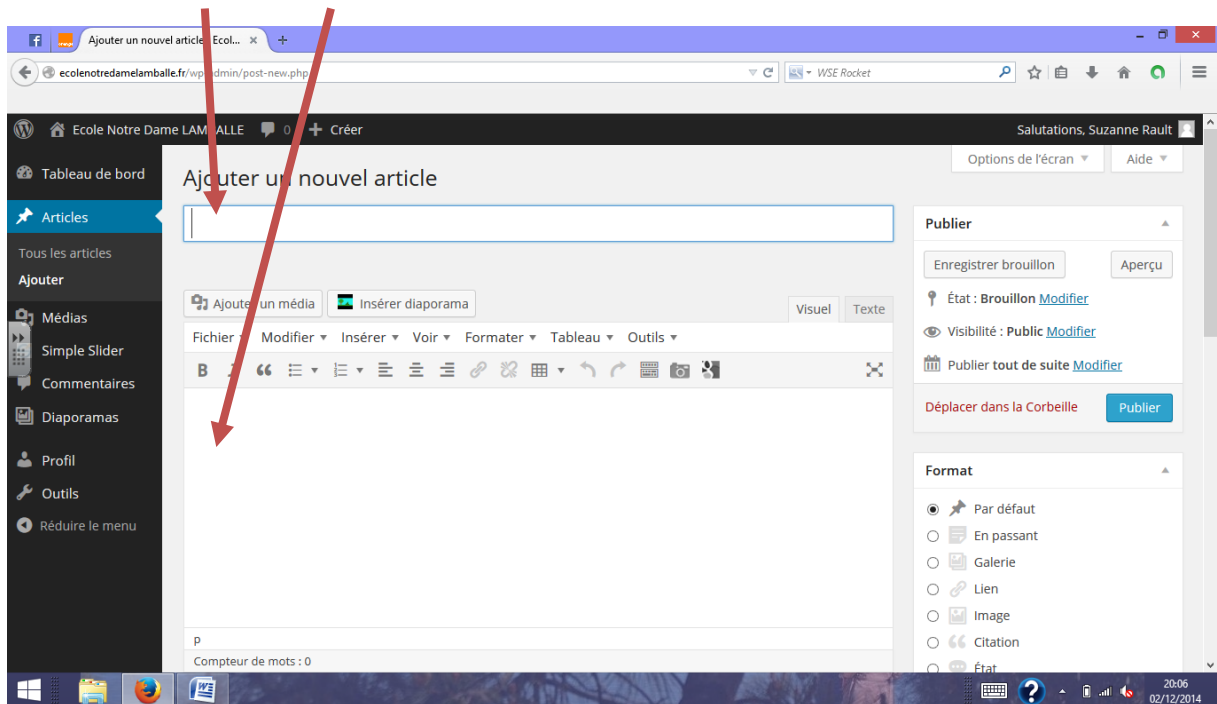 Ajouter un nouvel article Ecol... × +
ecolenotredamelamballe.fr/wp-admin/post-new.php
WSE Rocket
Ecole Notre Dame LAMBALLE 0 + Créer
Salutations, Suzanne Rault
Options de l'écran
Aide
Tableau de bord
Articles
Tous les articles
Ajouter
Médias
Simple Slider
Commentaires
Diaporamas
Profil
Outils
Réduire le menu
Ajouter un nouvel article
Ajouter un média
Insérer diaporama
Visuel
Texte
Fichier Modifier Insérer Voir Formater Tableau Outils
B I
p
Compteur de mots : 0
Publier
Enregistrer brouillon
Aperçu
État : Brouillon Modifier
Visibilité : Public Modifier
Publier tout de suite Modifier
Déplacer dans la Corbeille
Publier
Format
Par défaut
En passant
Galerie
Lien
Image
Citation
État
20:06
02/12/2014